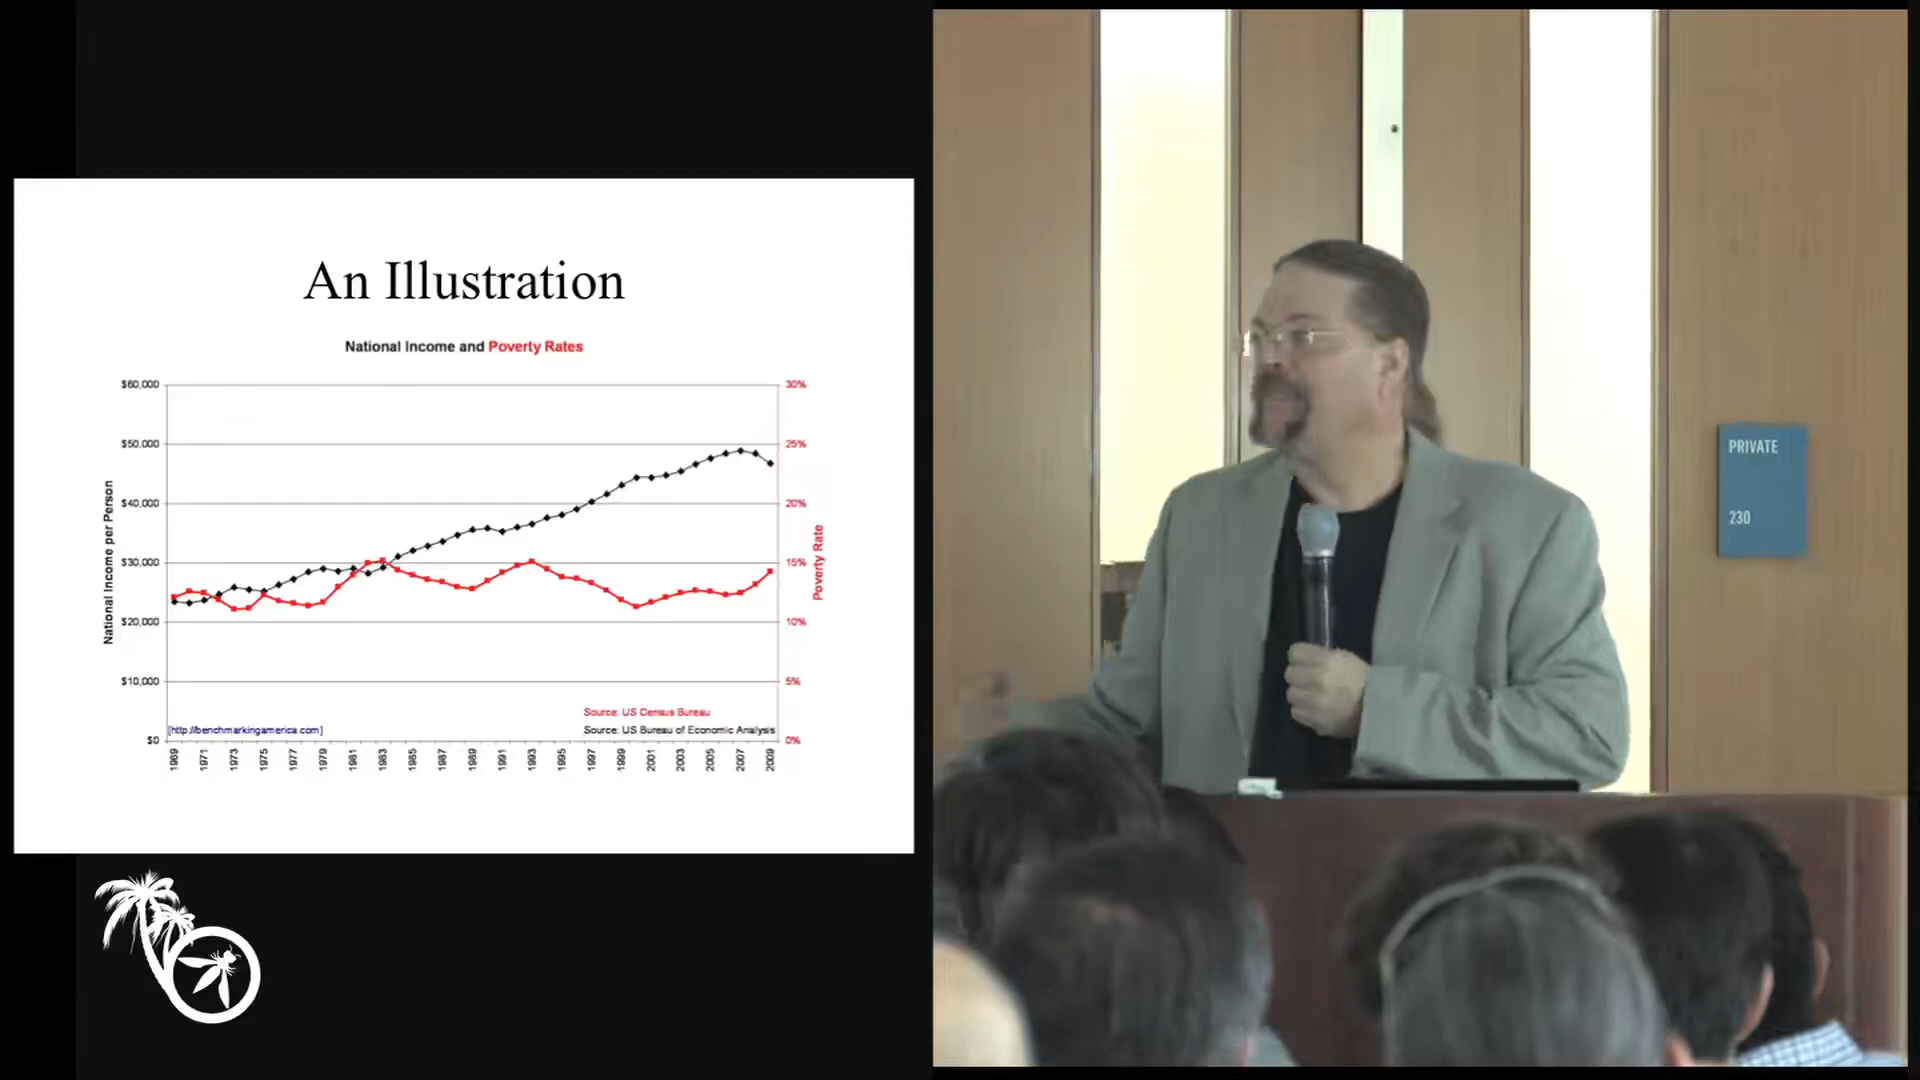 An Illustration
National Income and Poverty Rates
$60,000
$50,000
$40,000
$30,000
$20,000
$10,000
$0
National Income per Person
30%
25%
20%
15%
10%
5%
0%
Poverty Rate
Source: US Census Bureau
[http://benchmarkingamerica.com]
Source: US Bureau of Economic Analysis
1969 1971 1973 1975 1977 1979 1981 1983 1985 1987 1989 1991 1993 1995 1997 1999 2001 2003 2005 2007 2009
PRIVATE
230